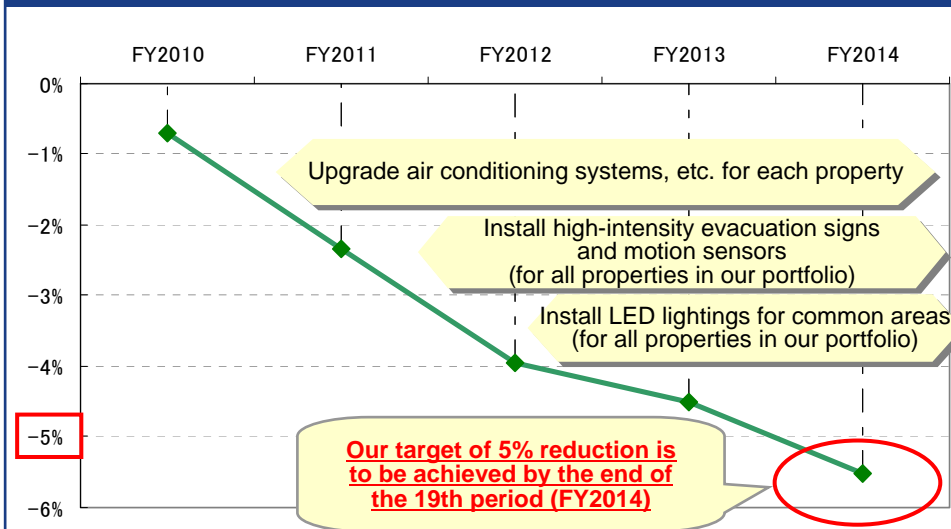 FY2010 FY2011 FY2012 FY2013 FY2014
0%
-1%
Upgrade air conditioning systems, etc. for each property
-2%
Install high-intensity evacuation signs
and motion sensors
(for all properties in our portfolio)
-3%
Install LED lightings for common areas
(for all properties in our portfolio)
-4%
-5%
Our target of 5% reduction is
to be achieved by the end of
the 19th period (FY2014)
-6%